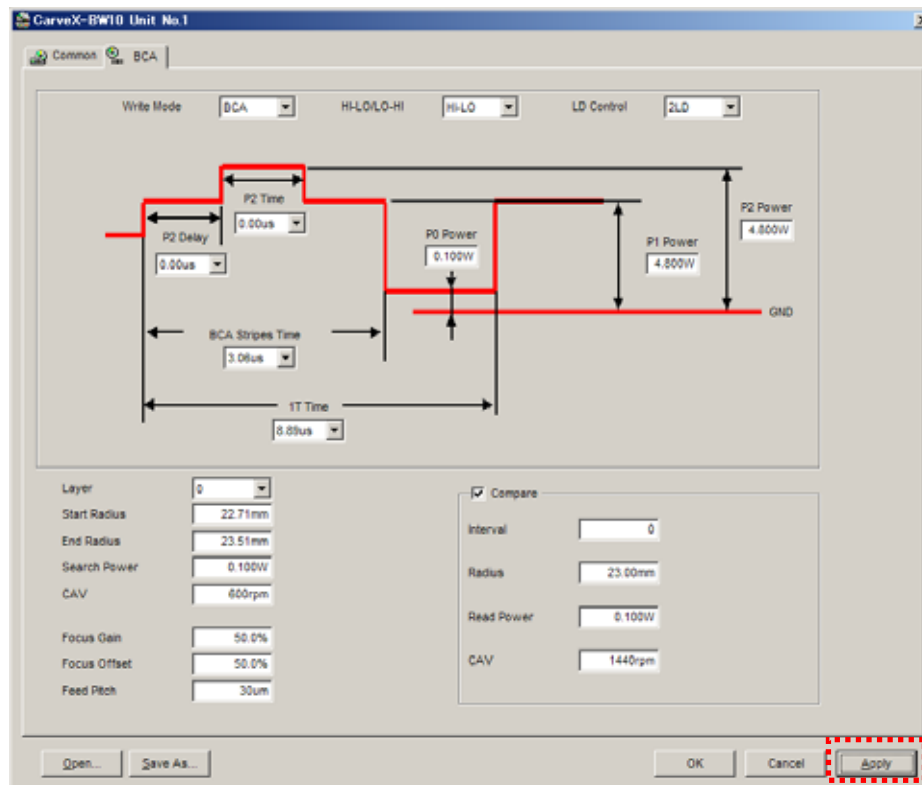 CarveX-BW10 Unit No.1
Common BCA
Write Mode BCA HI-LO/LO-HI Hi-LO LD Control 2LD
P2 Time
0.00us
P2 Delay
0.00us
P0 Power
0.100W
P1 Power
4.800W
P2 Power
4.800W
GND
BCA Stripes Time
3.06us
1T Time
8.89us
Layer 0
Start Radius 22.71mm
End Radius 23.51mm
Search Power 0.100W
CAV 600rpm
Focus Gain 50.0%
Focus Offset 50.0%
Feed Pitch 30um
Compare
Interval 0
Radius 23.00mm
Read Power 0.100W
CAV 1440rpm
Open... Save As... OK Cancel Apply